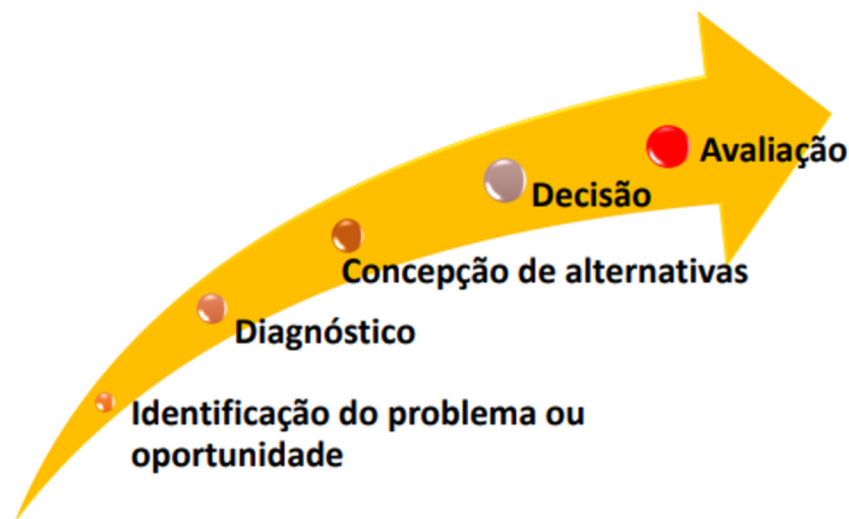 Avaliação
Decisão
Concepção de alternativas
Diagnóstico
Identificação do problema ou
oportunidade